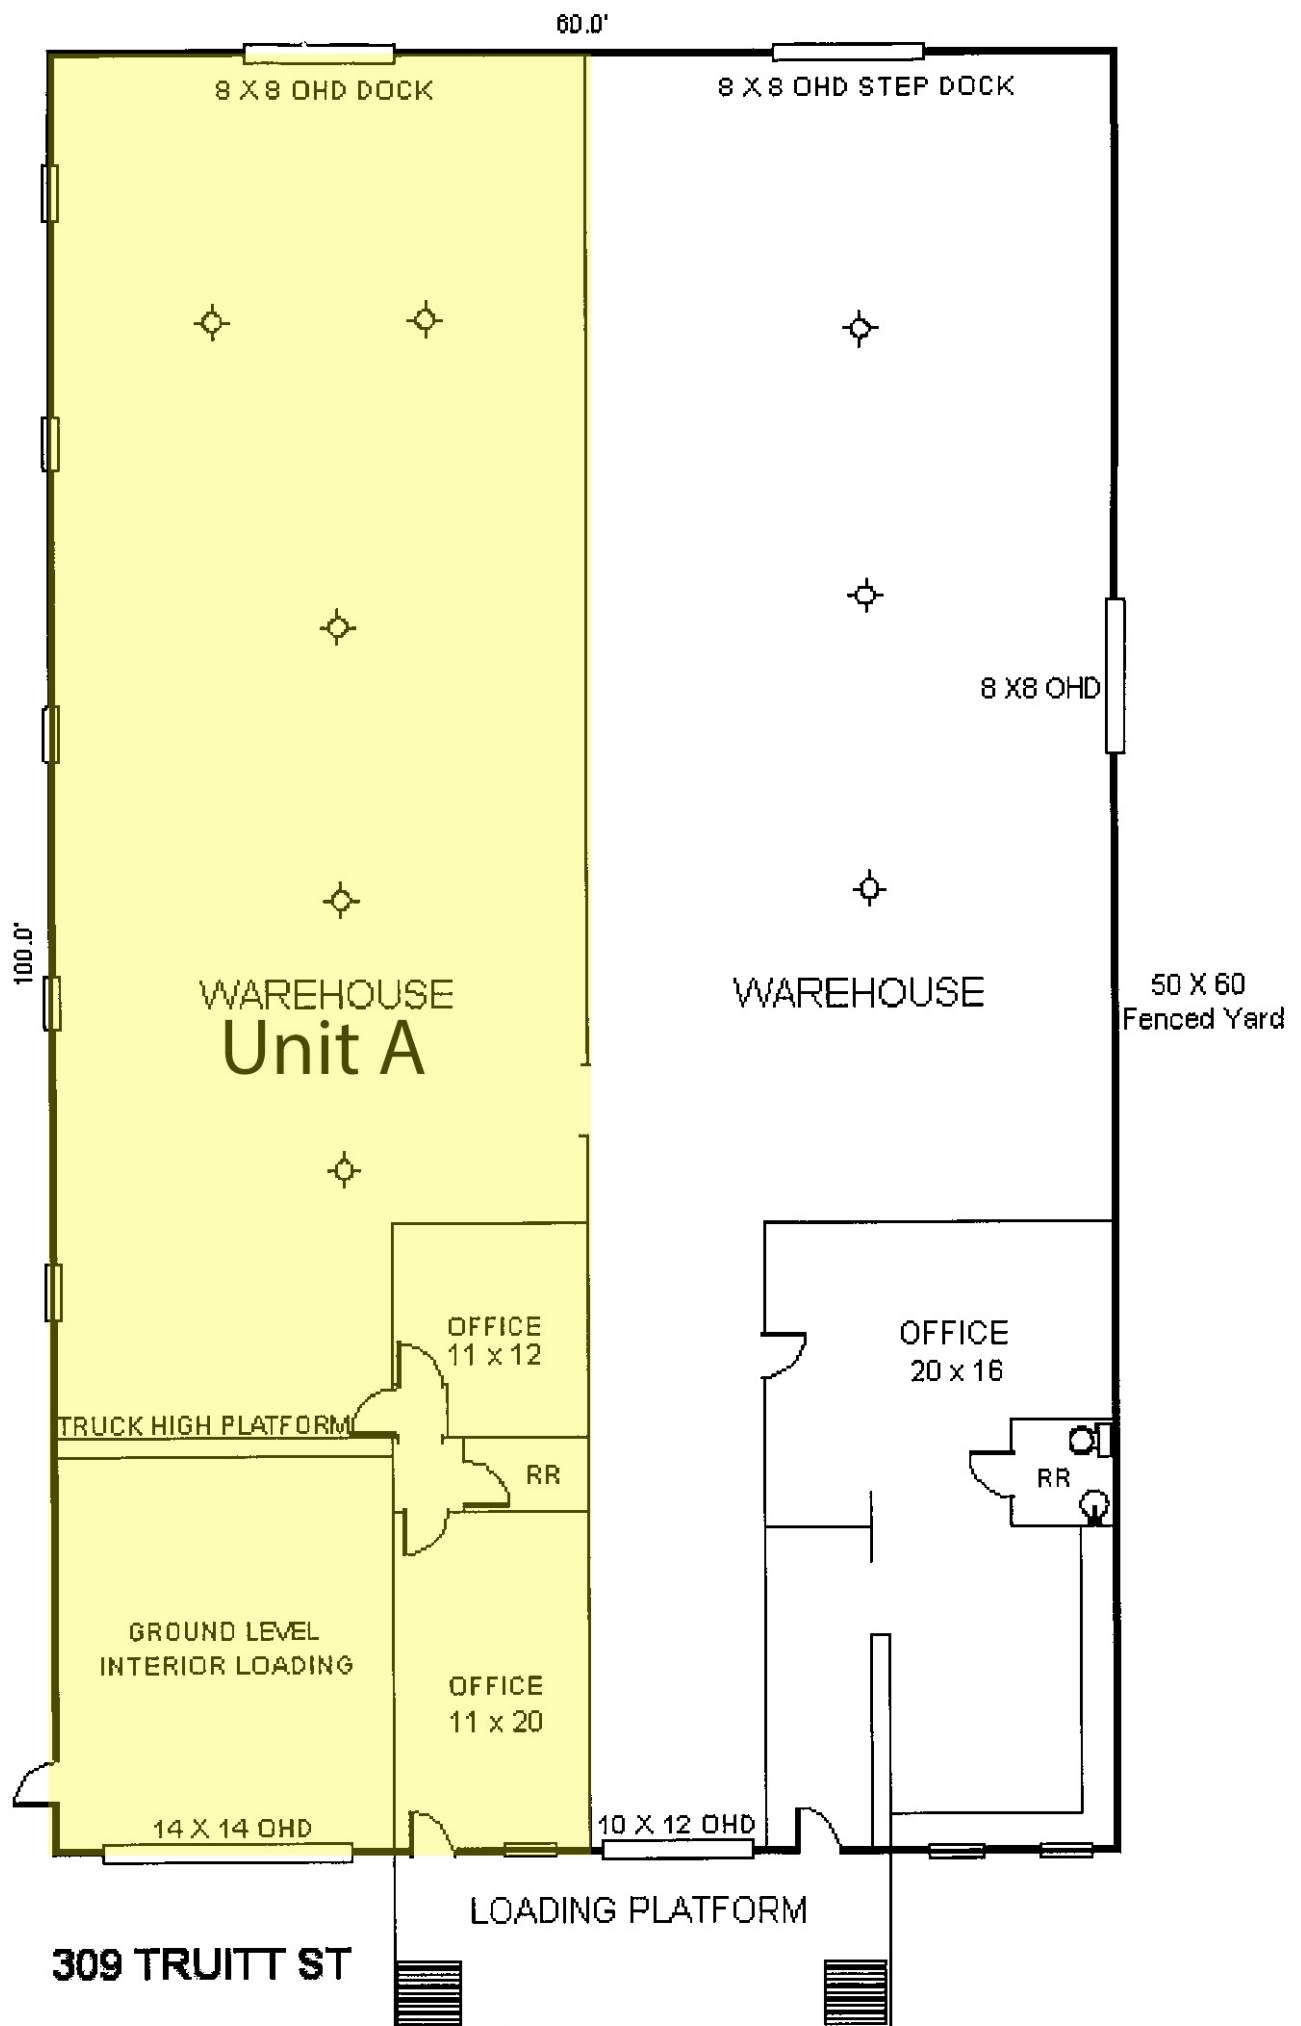 60.0'
8 X 8 OHD DOCK
8 X 8 OHD STEP DOCK
8 X8 OHD
100.0'
WAREHOUSE
Unit A
WAREHOUSE
50 X 60
Fenced Yard
OFFICE
11 x 12
OFFICE
20 x 16
TRUCK HIGH PLATFORM
RR
RR
GROUND LEVEL
INTERIOR LOADING
OFFICE
11 x 20
14 X 14 OHD
10 X 12 OHD
LOADING PLATFORM
309 TRUITT ST